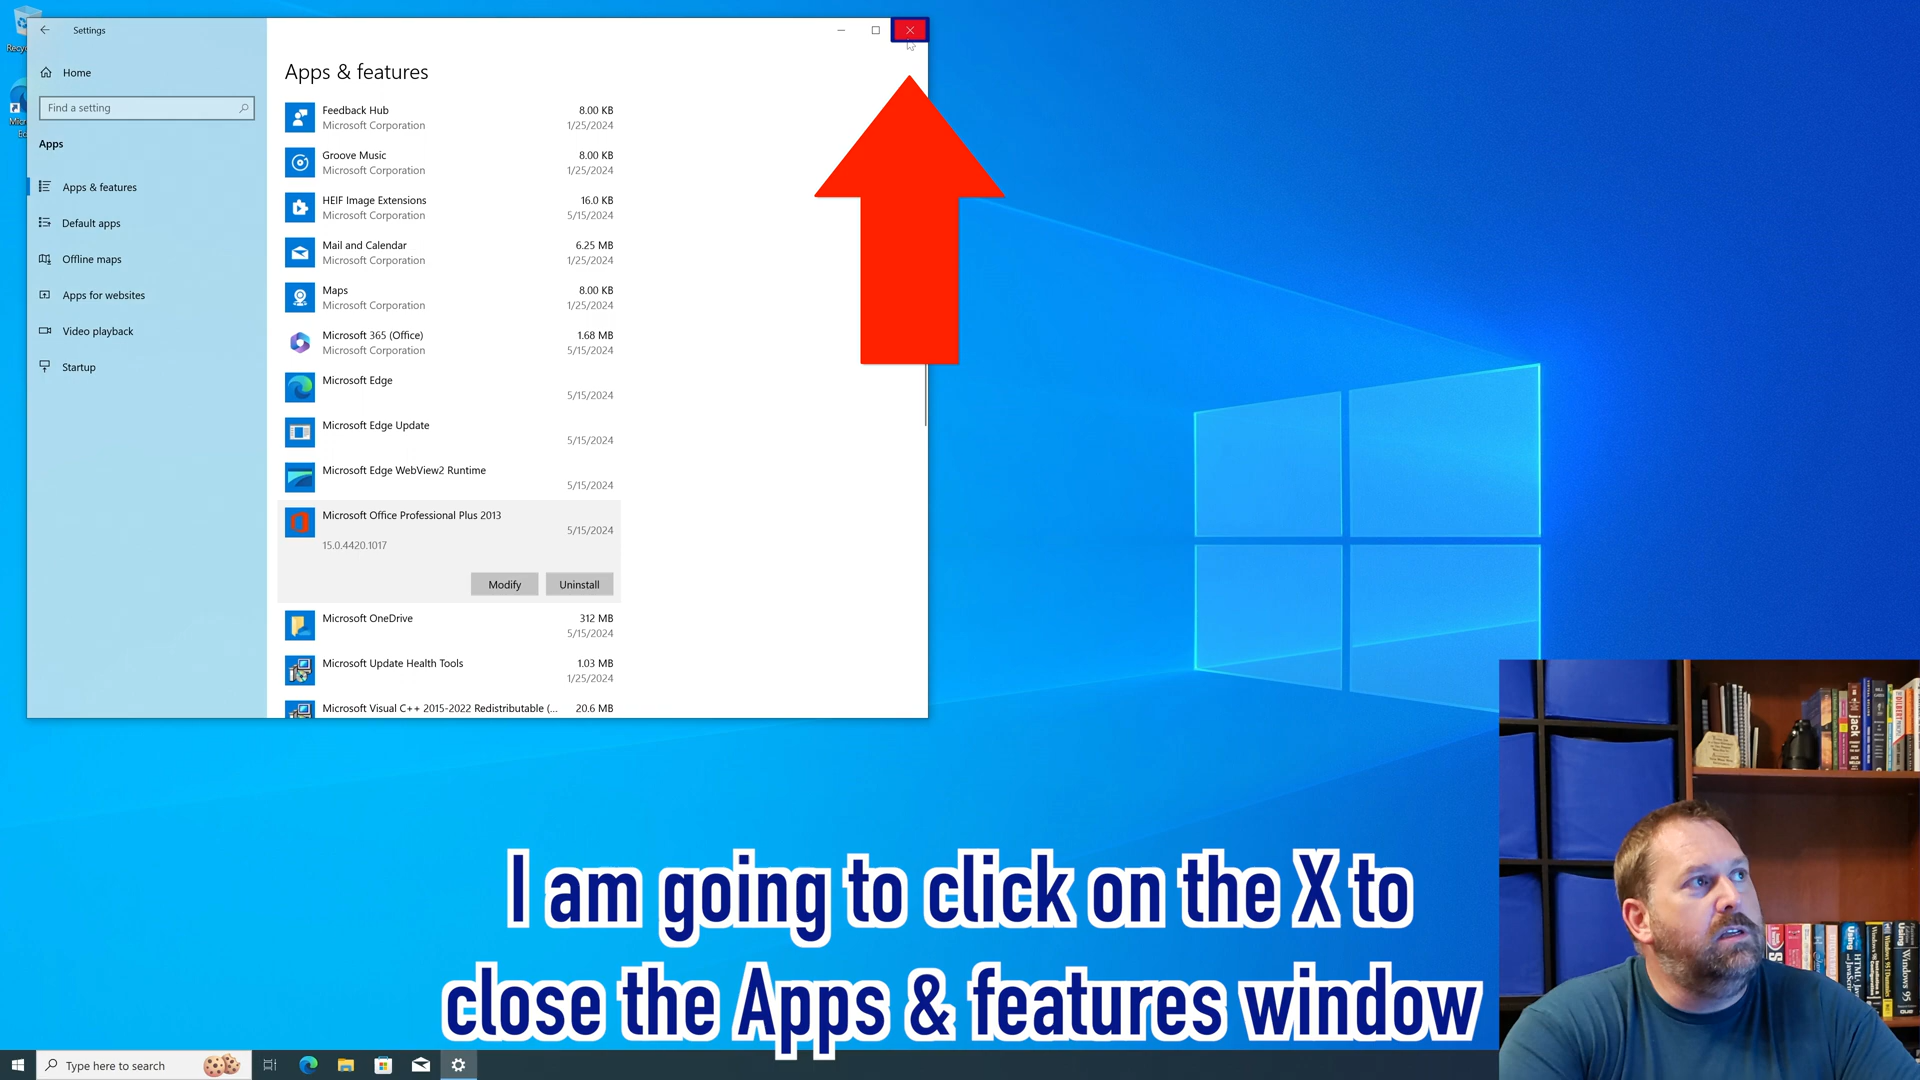 Settings
Home
Find a setting
Apps
Apps & features
Default apps
Offline maps
Apps for websites
Video playback
Startup
Apps & features
Feedback Hub 8.00 KB
Microsoft Corporation 1/25/2024
Groove Music 8.00 KB
Microsoft Corporation 1/25/2024
HEIF Image Extensions 16.0 KB
Microsoft Corporation 5/15/2024
Mail and Calendar 6.25 MB
Microsoft Corporation 1/25/2024
Maps 8.00 KB
Microsoft Corporation 1/25/2024
Microsoft 365 (Office) 1.68 MB
Microsoft Corporation 5/15/2024
Microsoft Edge
5/15/2024
Microsoft Edge Update
5/15/2024
Microsoft Edge WebView2 Runtime
5/15/2024
Microsoft Office Professional Plus 2013
5/15/2024
15.0.4420.1017
Modify Uninstall
Microsoft OneDrive 312 MB
5/15/2024
Microsoft Update Health Tools 1.03 MB
1/25/2024
Microsoft Visual C++ 2015-2022 Redistributable (... 20.6 MB
I am going to click on the X to
close the Apps & features window
Type here to search